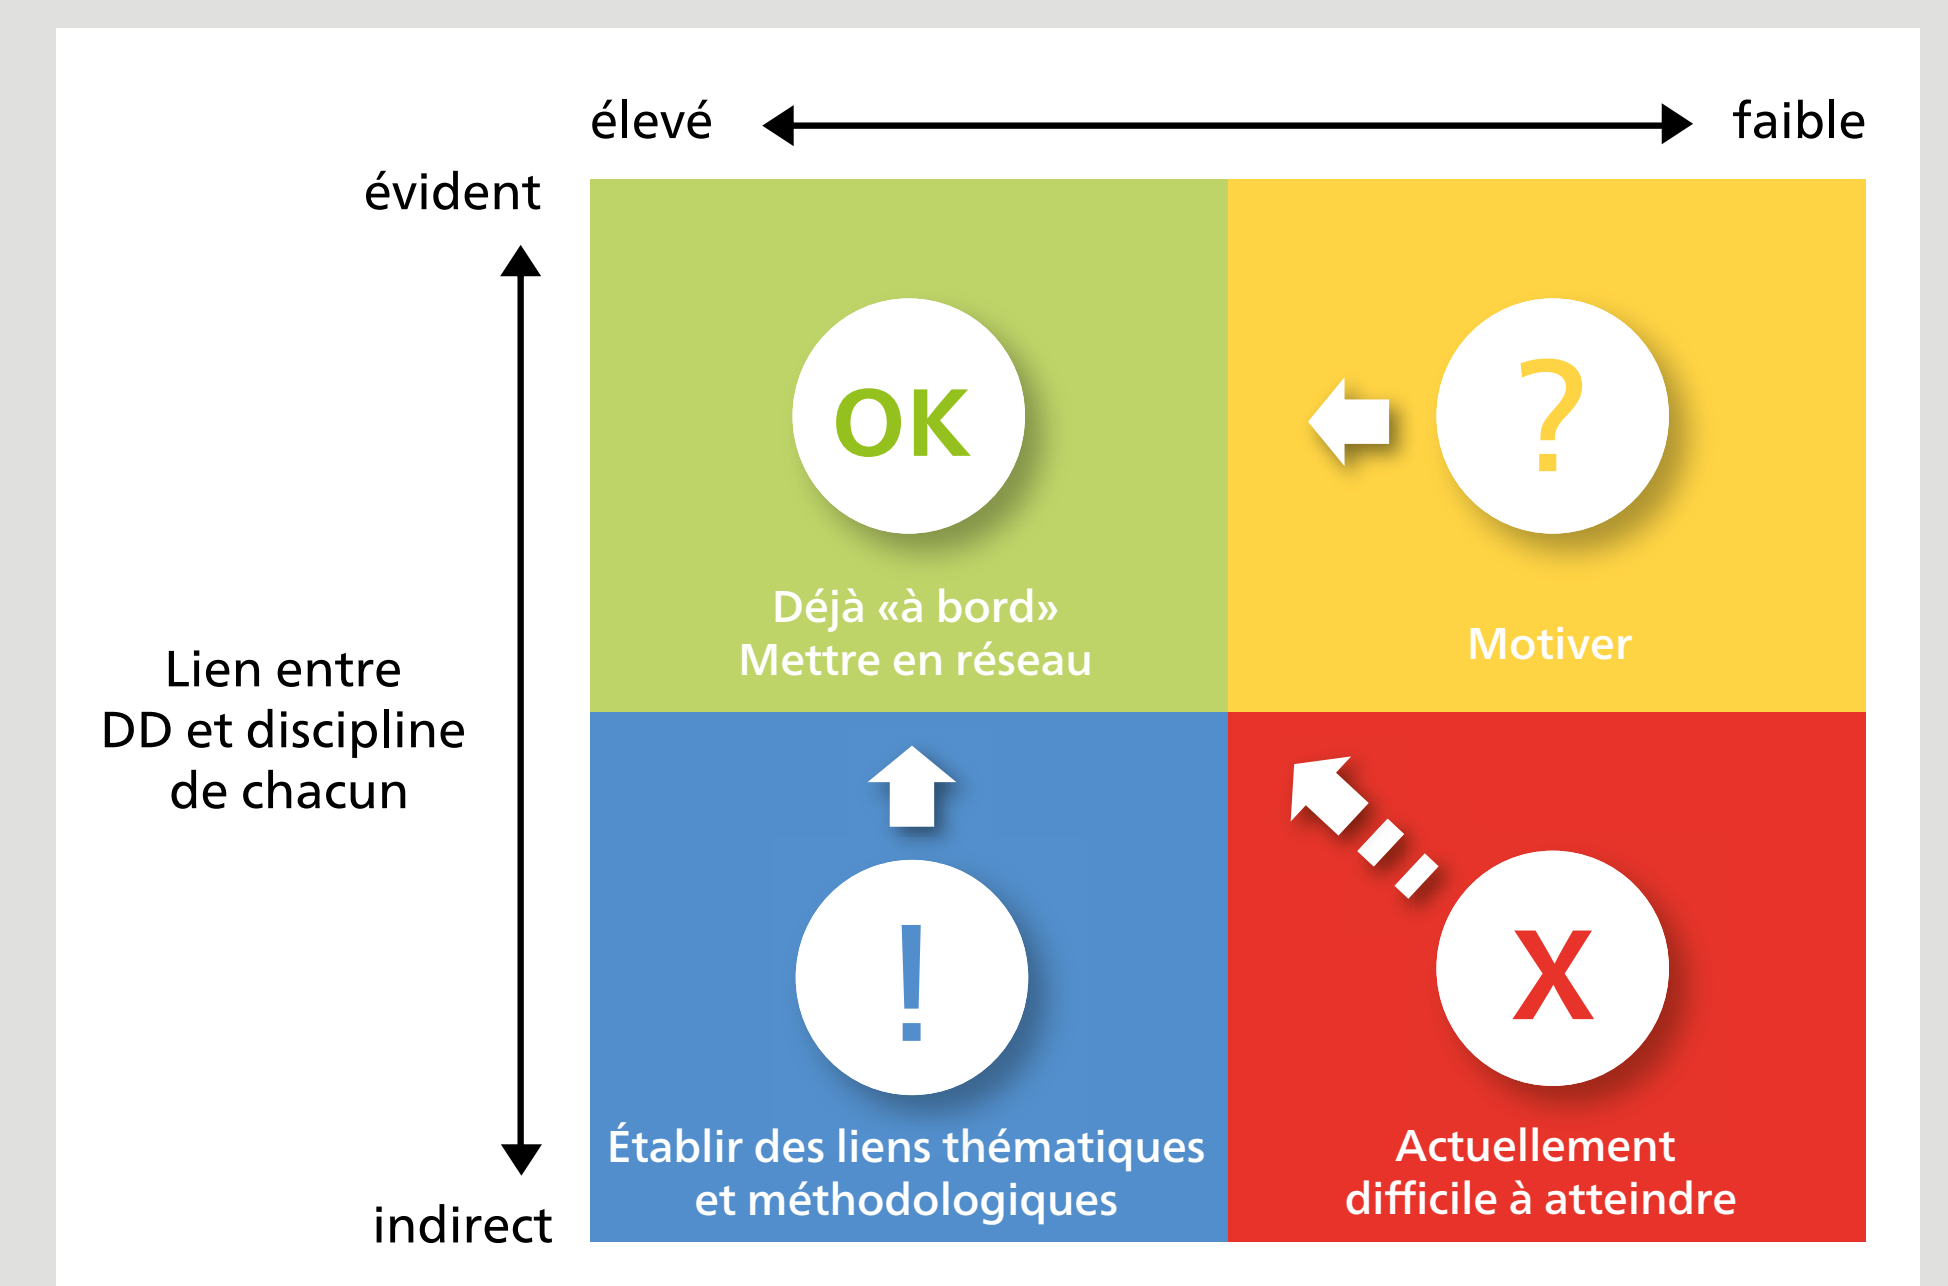 élevé
faible
évident
OK
?
Déjà «à bord»
Mettre en réseau
Motiver
Lien entre
DD et discipline
de chacun
!
X
Établir des liens thématiques
et méthodologiques
Actuellement
difficile à atteindre
indirect